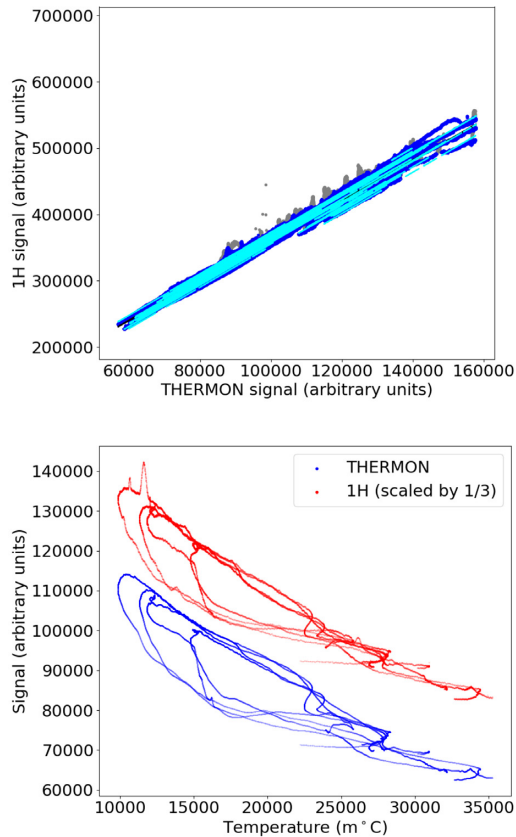 700000
600000
500000
400000
300000
200000
1H signal (arbitrary units)
60000 80000 100000 120000 140000 160000
THERMON signal (arbitrary units)
140000
130000
120000
110000
100000
90000
80000
70000
60000
Signal (arbitrary units)
THERMON
1H (scaled by 1/3)
10000 15000 20000 25000 30000 35000
Temperature (m°C)